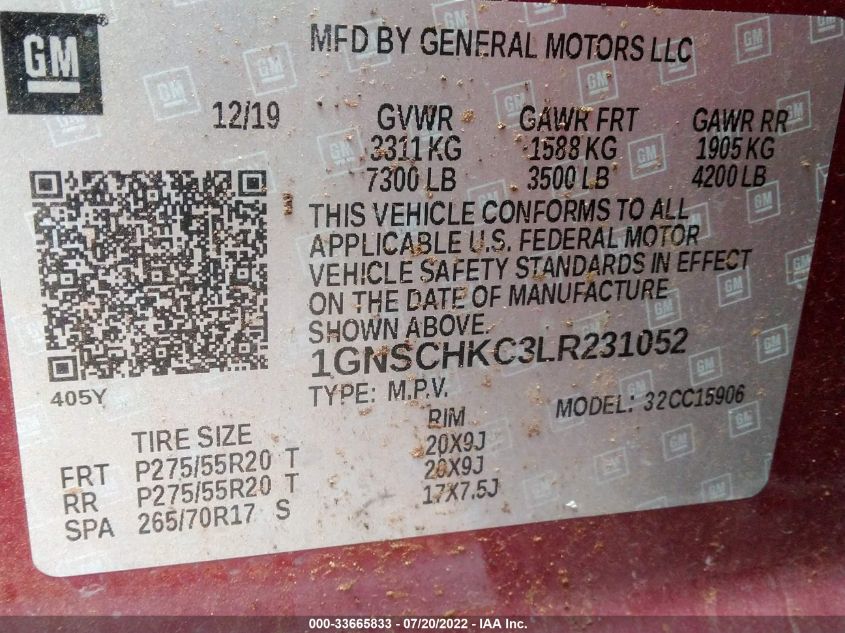 GM
MFD BY GENERAL MOTORS LLC
12/19 GVWR GAWR FRT GAWR RR
3311 KG 1588 KG 1905 KG
7300 LB 3500 LB 4200 LB
THIS VEHICLE CONFORMS TO ALL
APPLICABLE U.S. FEDERAL MOTOR
VEHICLE SAFETY STANDARDS IN EFFECT
ON THE DATE OF MANUFACTURE
SHOWN ABOVE.
1GNSCHKC3LR231052
405Y
TYPE: M.P.V. MODEL: 32CC15906
TIRE SIZE RIM
FRT P275/55R20 T 20X9J
RR P275/55R20 T 20X9J
SPA 265/70R17 S 17X7.5J
000-33665833 - 07/20/2022 - IAA Inc.